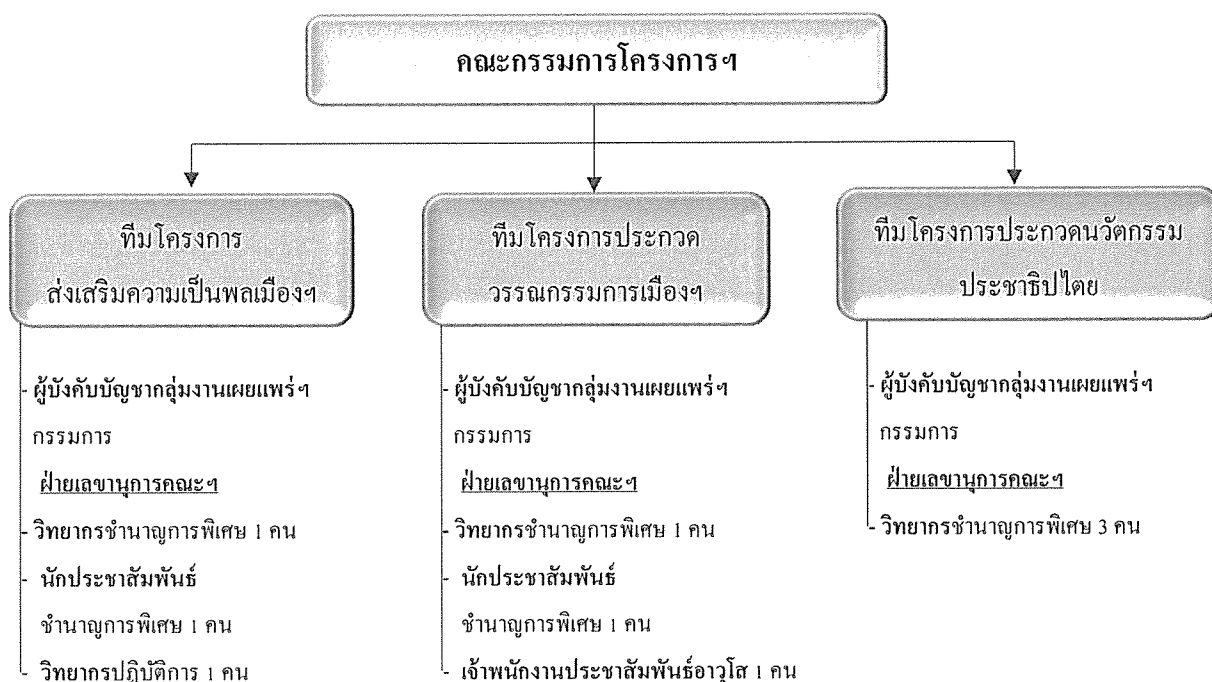 คณะกรรมการโครงการฯ
ทีมโครงการ
ส่งเสริมความเป็นพลเมืองฯ
- ผู้บังคับบัญชากลุ่มงานเผยแพร่ฯ
กรรมการ
ฝ่ายเลขานุการคณะฯ
- วิทยากรชำนาญการพิเศษ 1 คน
- นักประชาสัมพันธ์
ชำนาญการพิเศษ 1 คน
- วิทยากรปฏิบัติการ 1 คน
ทีมโครงการประกวด
วรรณกรรมการเมืองฯ
- ผู้บังคับบัญชากลุ่มงานเผยแพร่ฯ
กรรมการ
ฝ่ายเลขานุการคณะฯ
- วิทยากรชำนาญการพิเศษ 1 คน
- นักประชาสัมพันธ์
ชำนาญการพิเศษ 1 คน
- เจ้าพนักงานประชาสัมพันธ์อาวุโส 1 คน
ทีมโครงการประกวดนวัตกรรม
ประชาธิปไตย
- ผู้บังคับบัญชากลุ่มงานเผยแพร่ฯ
กรรมการ
ฝ่ายเลขานุการคณะฯ
- วิทยากรชำนาญการพิเศษ 3 คน